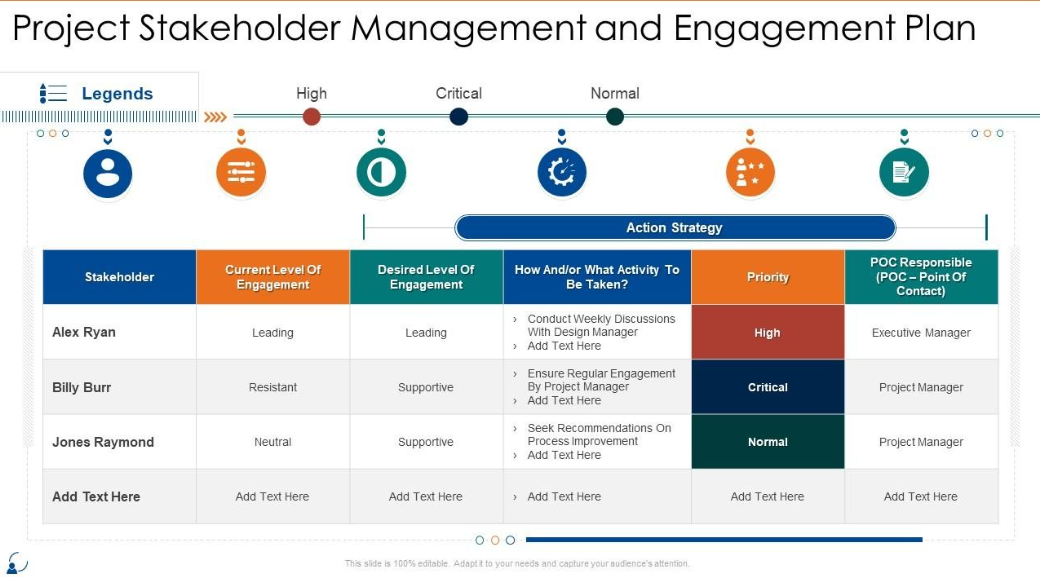 Project Stakeholder Management and Engagement Plan
Legends
High
Critical
Normal
Action Strategy
Stakeholder
Current Level Of
Engagement
Desired Level Of
Engagement
How And/or What Activity To
Be Taken?
Priority
POC Responsible
(POC – Point Of
Contact)
Alex Ryan
Leading
Leading
› Conduct Weekly Discussions
With Design Manager
› Add Text Here
High
Executive Manager
Billy Burr
Resistant
Supportive
› Ensure Regular Engagement
By Project Manager
› Add Text Here
Critical
Project Manager
Jones Raymond
Neutral
Supportive
› Seek Recommendations On
Process Improvement
› Add Text Here
Normal
Project Manager
Add Text Here
Add Text Here
Add Text Here
› Add Text Here
Add Text Here
Add Text Here
This slide is 100% editable. Adapt it to your needs and capture your audience's attention.